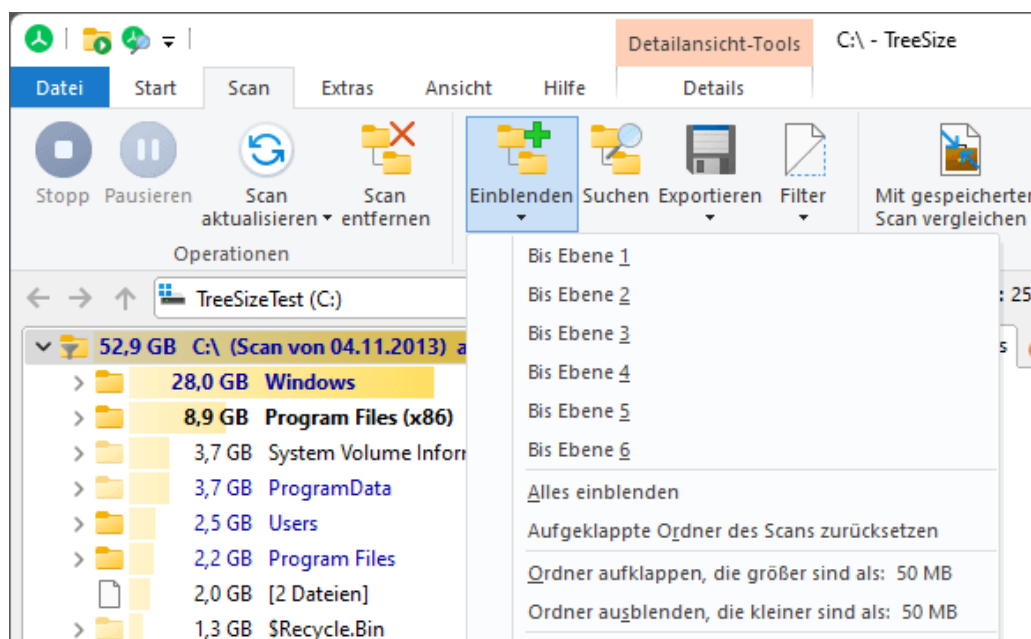 Detailansicht-Tools
C:\ - TreeSize
Datei Start Scan Extras Ansicht Hilfe Details
Stopp Pausieren Scan aktualisieren Scan entfernen
Einblenden Suchen Exportieren Filter
Mit gespeicherten
Scan vergleichen
Operationen
TreeSizeTest (C:)
: 25
52,9 GB C:\ (Scan von 04.11.2013) a
s
28,0 GB Windows
8,9 GB Program Files (x86)
3,7 GB System Volume Infor
3,7 GB ProgramData
2,5 GB Users
2,2 GB Program Files
2,0 GB [2 Dateien]
1,3 GB $Recycle.Bin
Bis Ebene 1
Bis Ebene 2
Bis Ebene 3
Bis Ebene 4
Bis Ebene 5
Bis Ebene 6
Alles einblenden
Aufgeklappte Ordner des Scans zurücksetzen
Ordner aufklappen, die größer sind als: 50 MB
Ordner ausblenden, die kleiner sind als: 50 MB